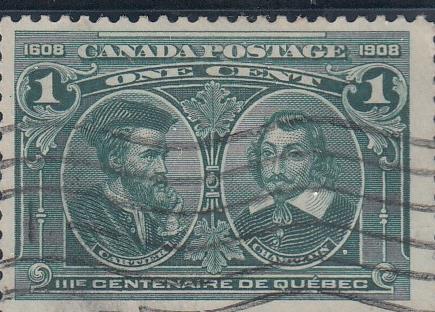 1608 CANADA POSTAGE 1908
1 ONE CENT 1
CARTIER CHAMPLAIN
IIIE CENTENAIRE DE QUÉBEC